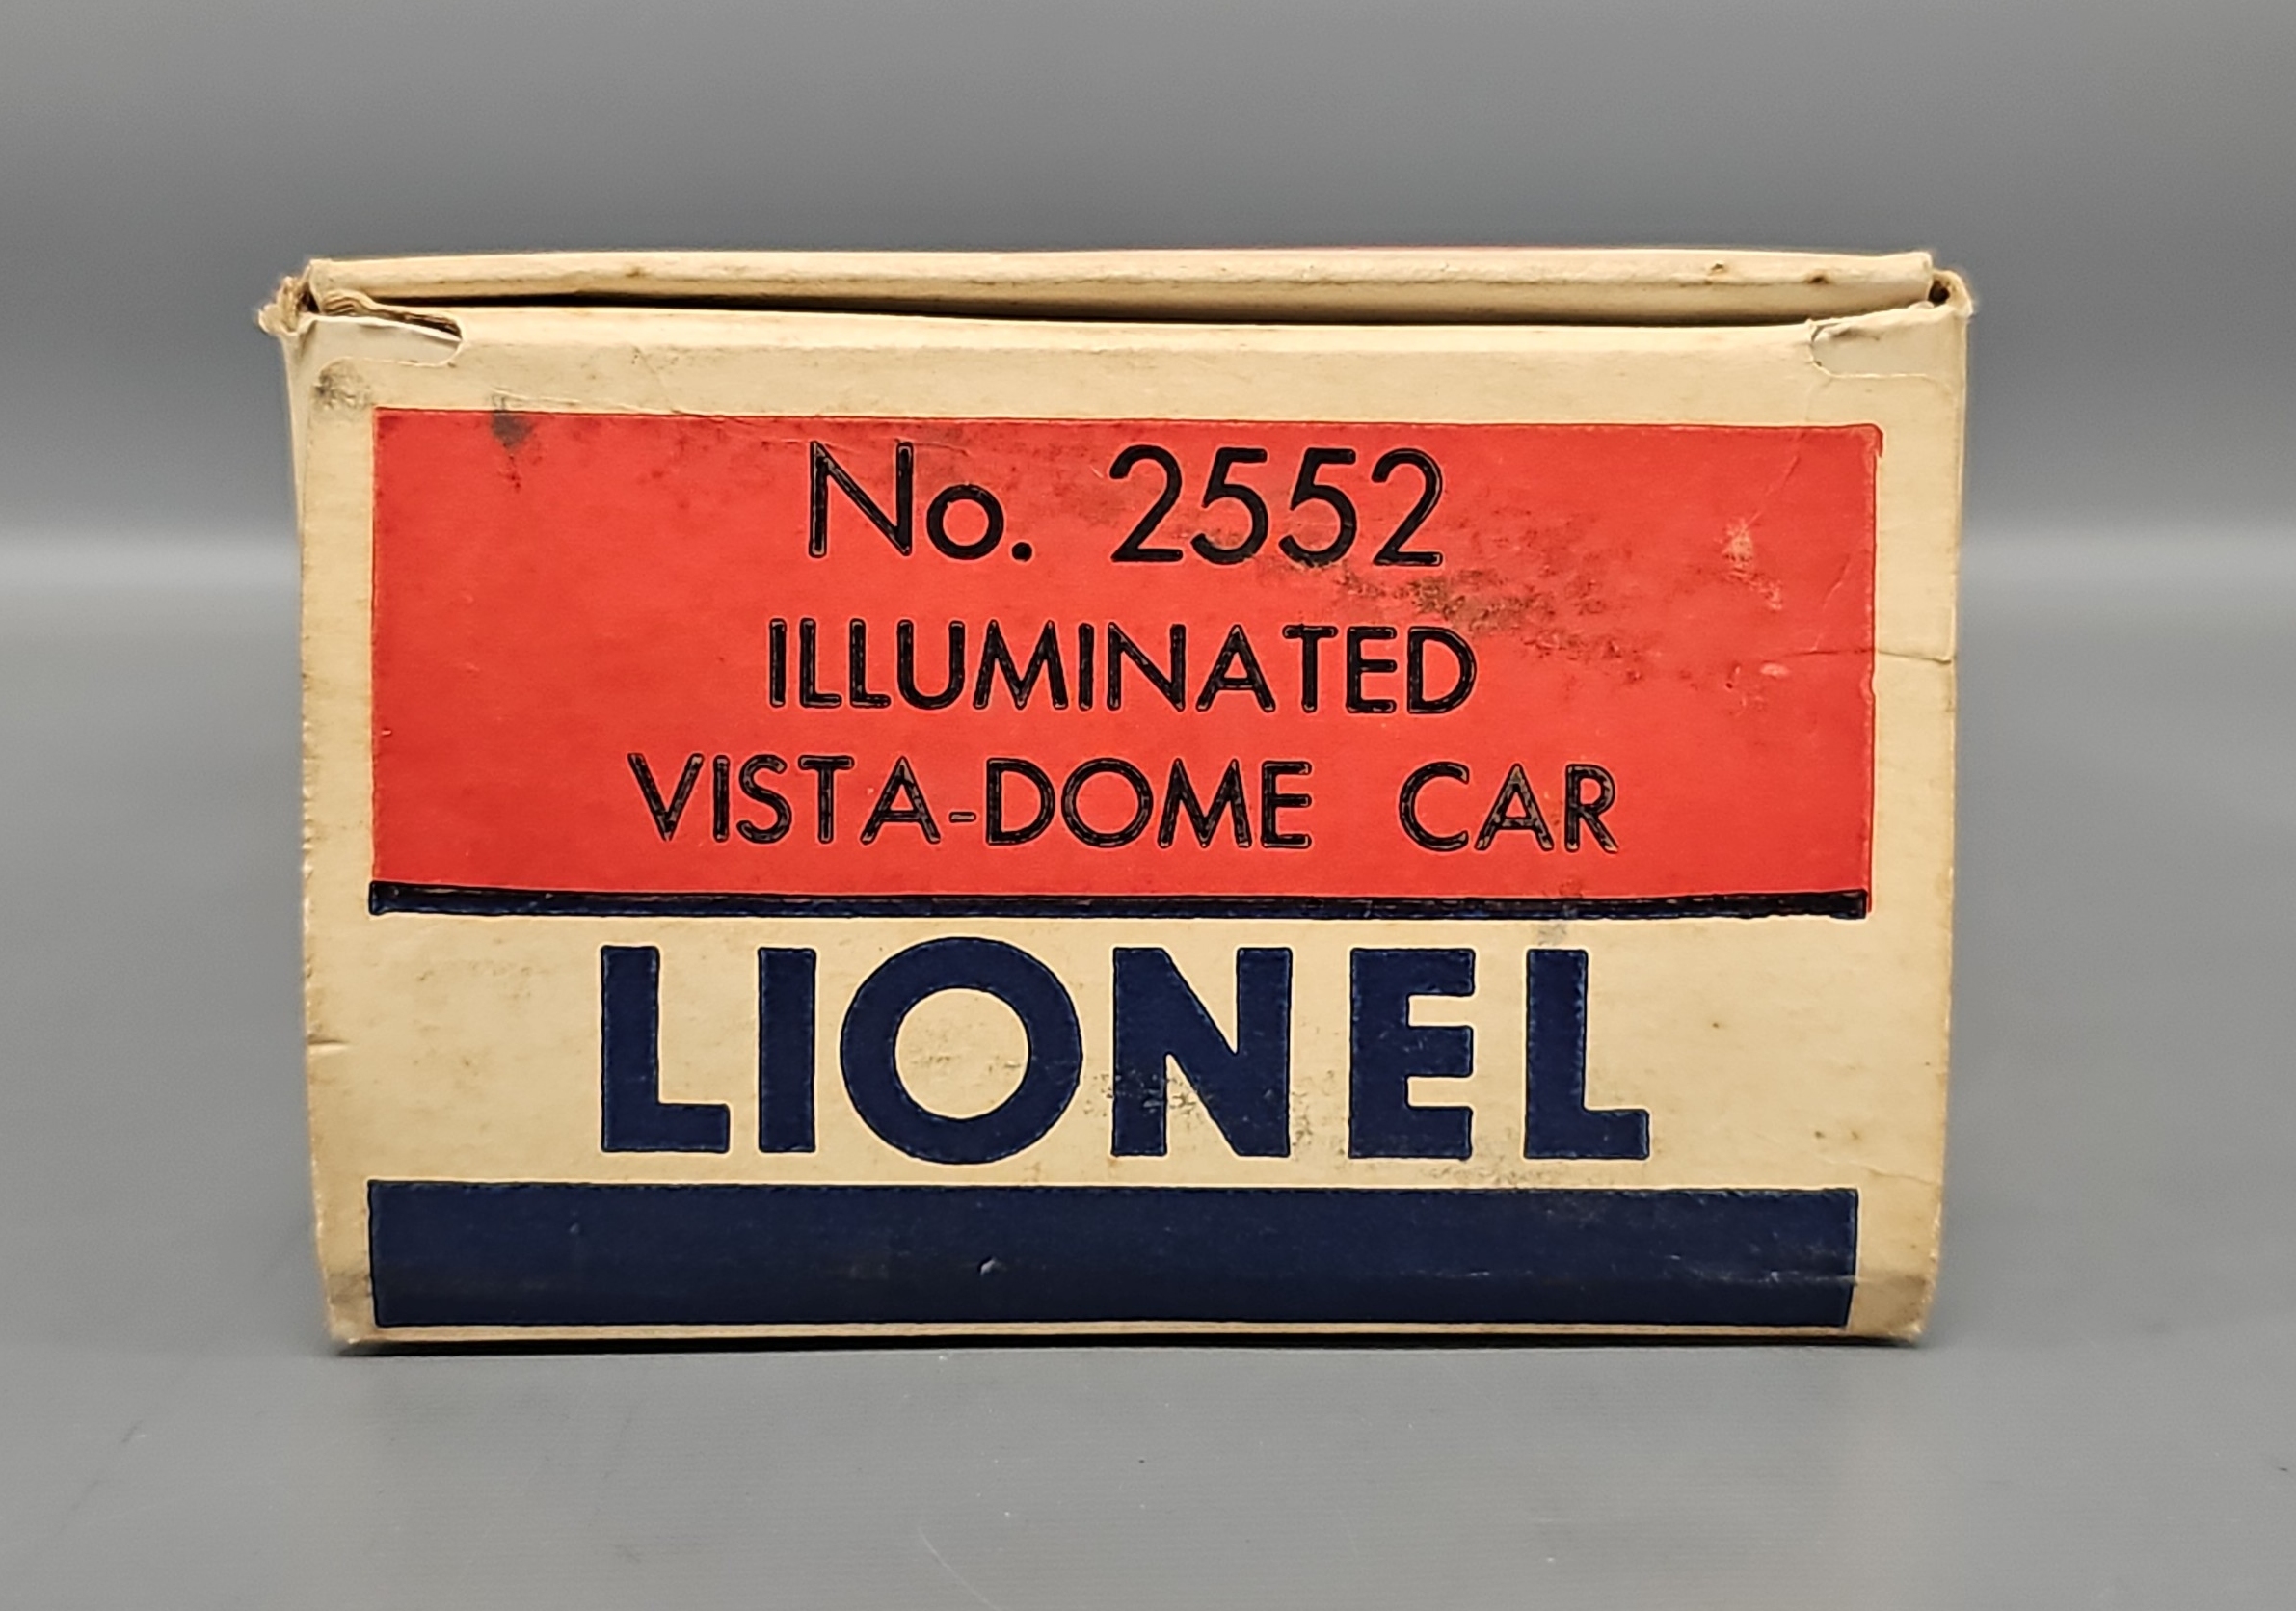 No. 2552
ILLUMINATED
VISTA-DOME CAR
LIONEL